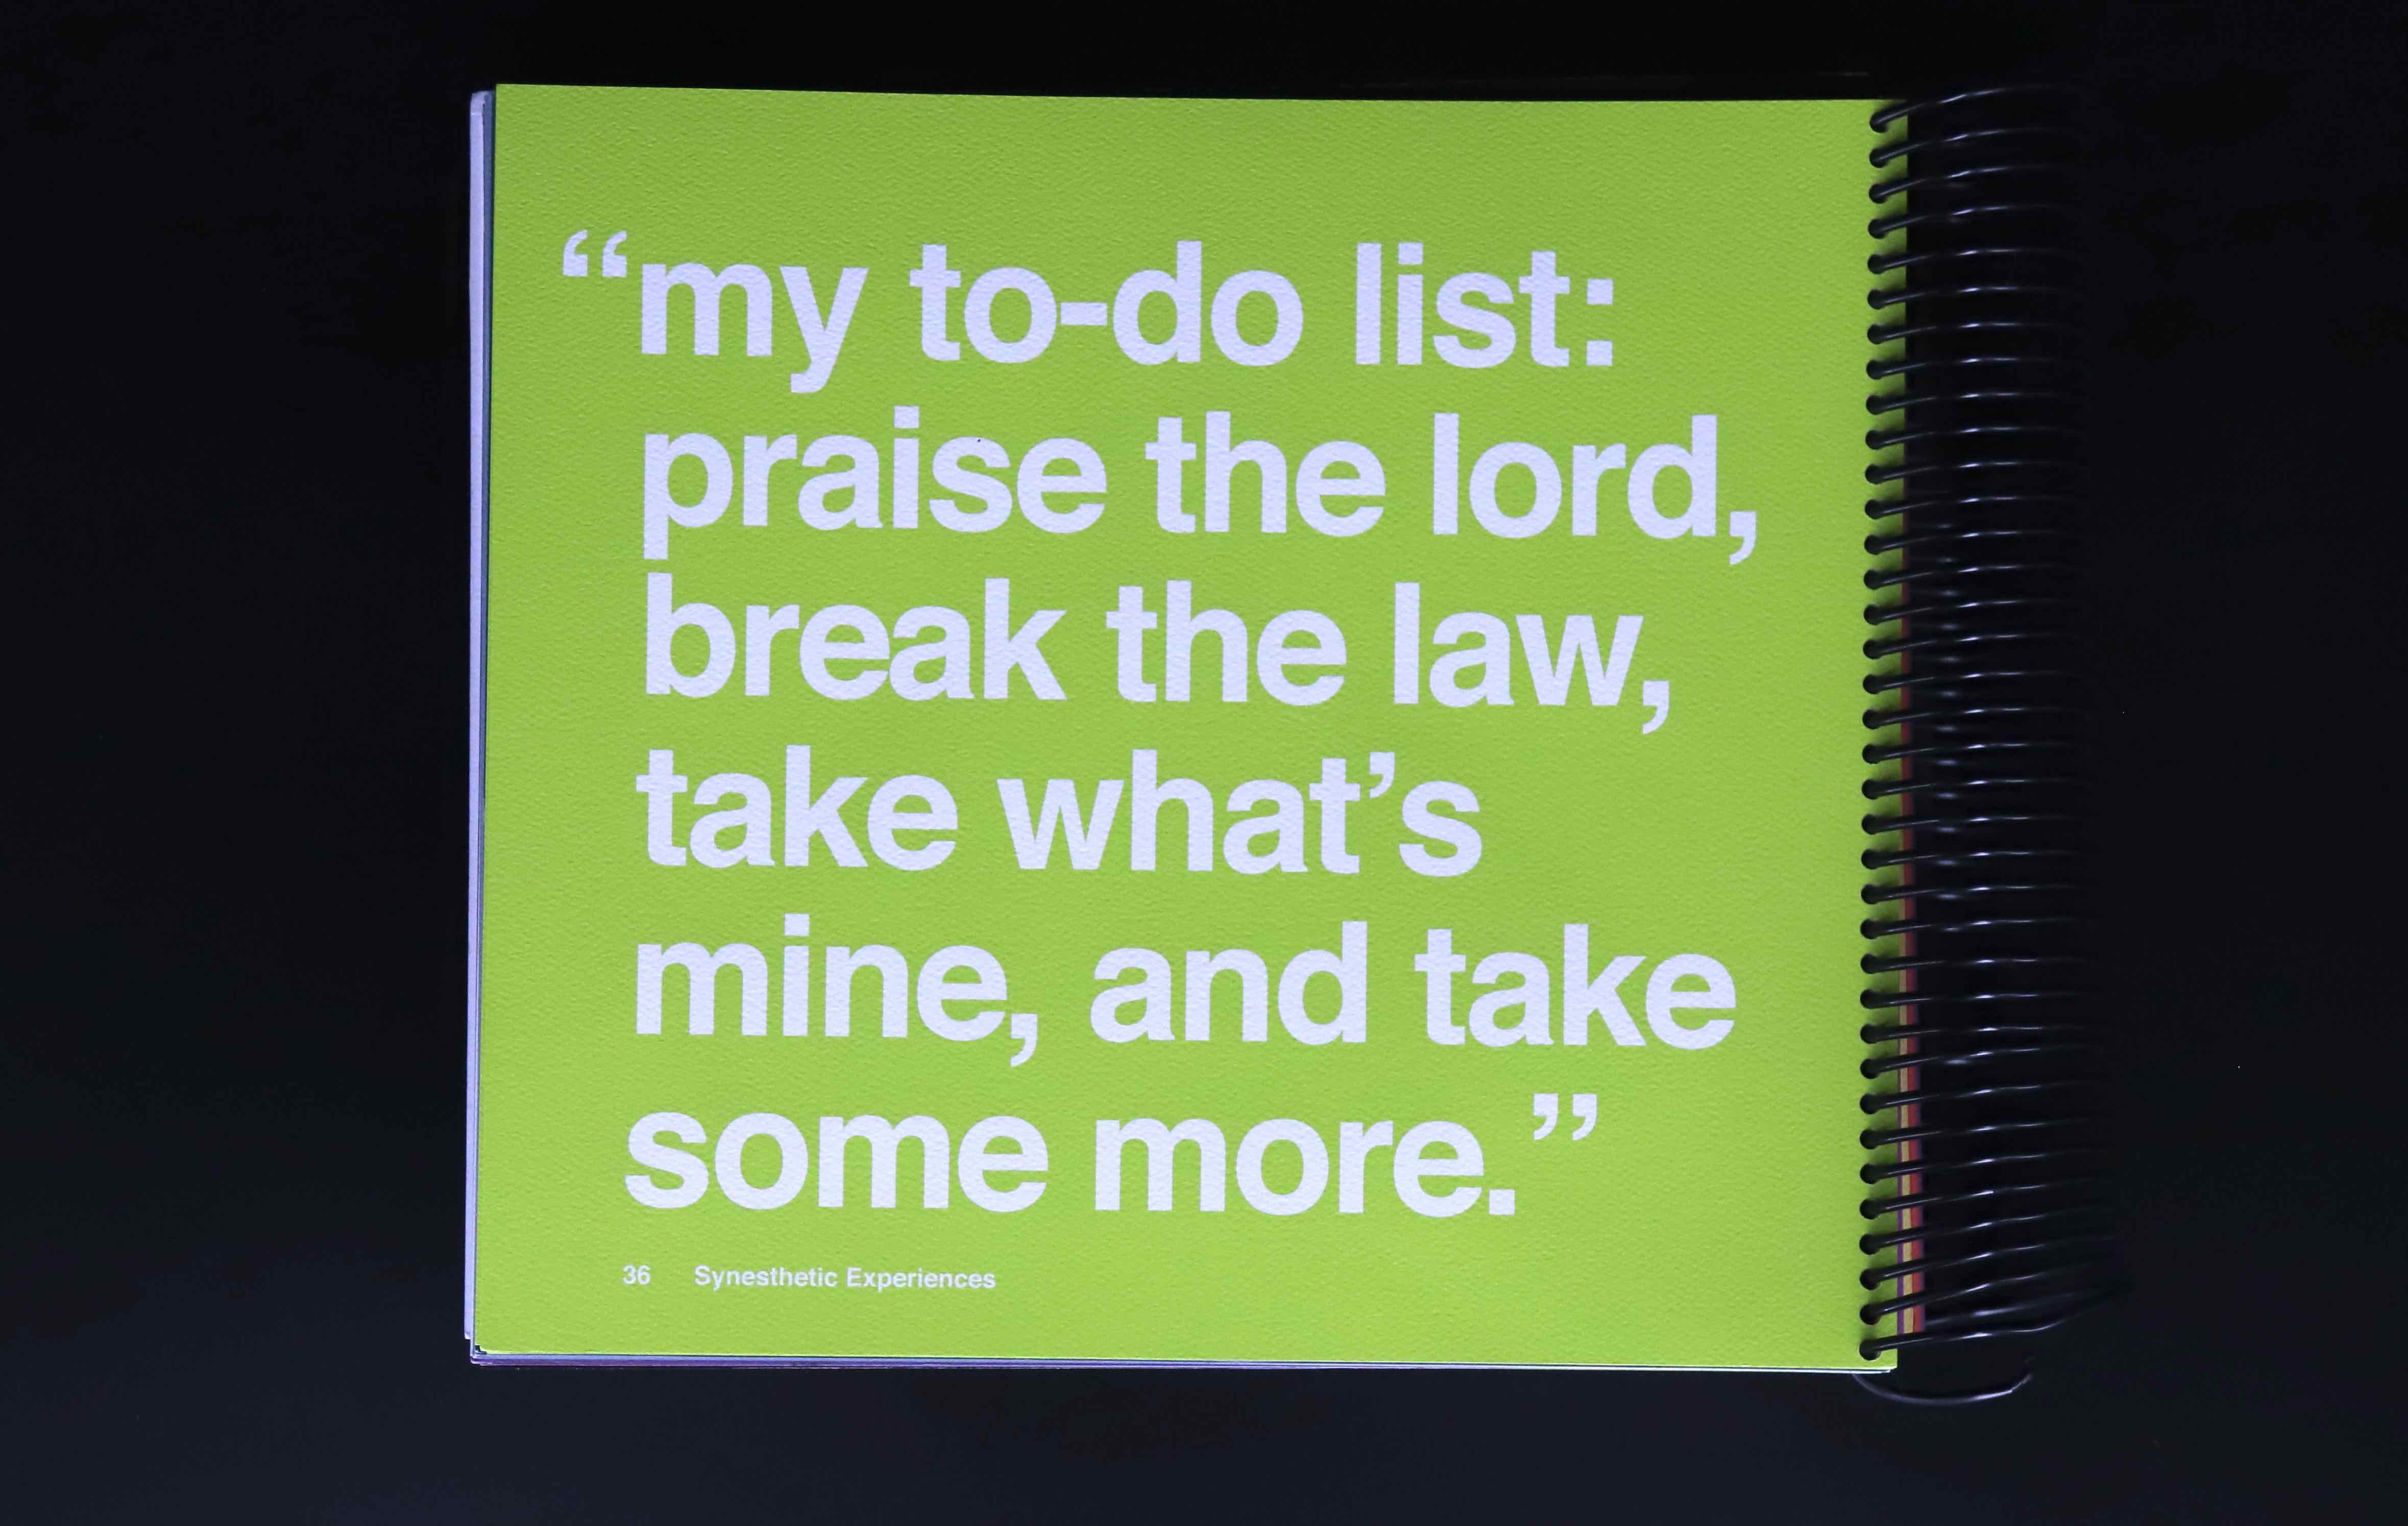 “my to-do list:
praise the lord,
break the law,
take what’s
mine, and take
some more.”
36 Synesthetic Experiences